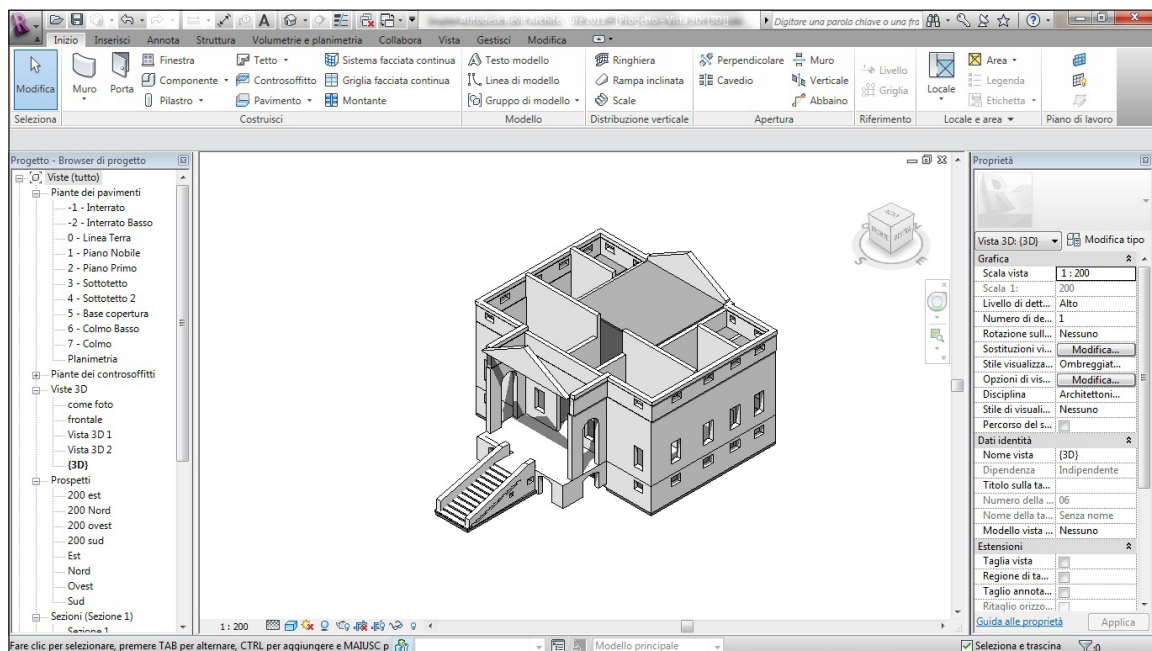 Digitare una parola chiave o una fra
Inizio Inserisci Annota Struttura Volumetrie e planimetria Collabora Vista Gestisci Modifica
Modifica
Muro
Porta
Finestra
Componente
Pilastro
Tetto
Controsoffitto
Pavimento
Sistema facciata continua
Griglia facciata continua
Montante
Testo modello
Linea di modello
Gruppo di modello
Ringhiera
Rampa inclinata
Scale
Perpendicolare
Cavedio
Muro
Verticale
Abbaino
Livello
Griglia
Locale
Area
Legenda
Etichetta
Seleziona Costruisci Modello Distribuzione verticale Apertura Riferimento Locale e area Piano di lavoro
Progetto - Browser di progetto
Viste (tutto)
Piante dei pavimenti
-1 - Interrato
-2 - Interrato Basso
0 - Linea Terra
1 - Piano Nobile
2 - Piano Primo
3 - Sottotetto
4 - Sottotetto 2
5 - Base copertura
6 - Colmo Basso
7 - Colmo
Planimetria
Piante dei controsoffitti
Viste 3D
come foto
frontale
Vista 3D 1
Vista 3D 2
{3D}
Prospetti
200 est
200 Nord
200 ovest
200 sud
Est
Nord
Ovest
Sud
Sezioni (Sezione 1)
Sezione 1
1 : 200
Proprietà
Vista 3D: {3D} Modifica tipo
Grafica
Scala vista 1 : 200
Scala 1: 200
Livello di dett... Alto
Numero di de... 1
Rotazione sull... Nessuno
Sostituzioni vi... Modifica...
Stile visualizza... Ombreggiat...
Opzioni di vis... Modifica...
Disciplina Architettoni...
Stile di visuali... Nessuno
Percorso del s...
Dati identità
Nome vista {3D}
Dipendenza Indipendente
Titolo sulla ta...
Numero della ... 06
Nome della ta... Senza nome
Modello vista ... Nessuno
Estensioni
Taglia vista
Regione di ta...
Taglio annota...
Ritaglio orizzo...
Guida alle proprietà Applica
Fare clic per selezionare, premere TAB per alternare, CTRL per aggiungere e MAIUSC p
Modello principale
Seleziona e trascina
:0